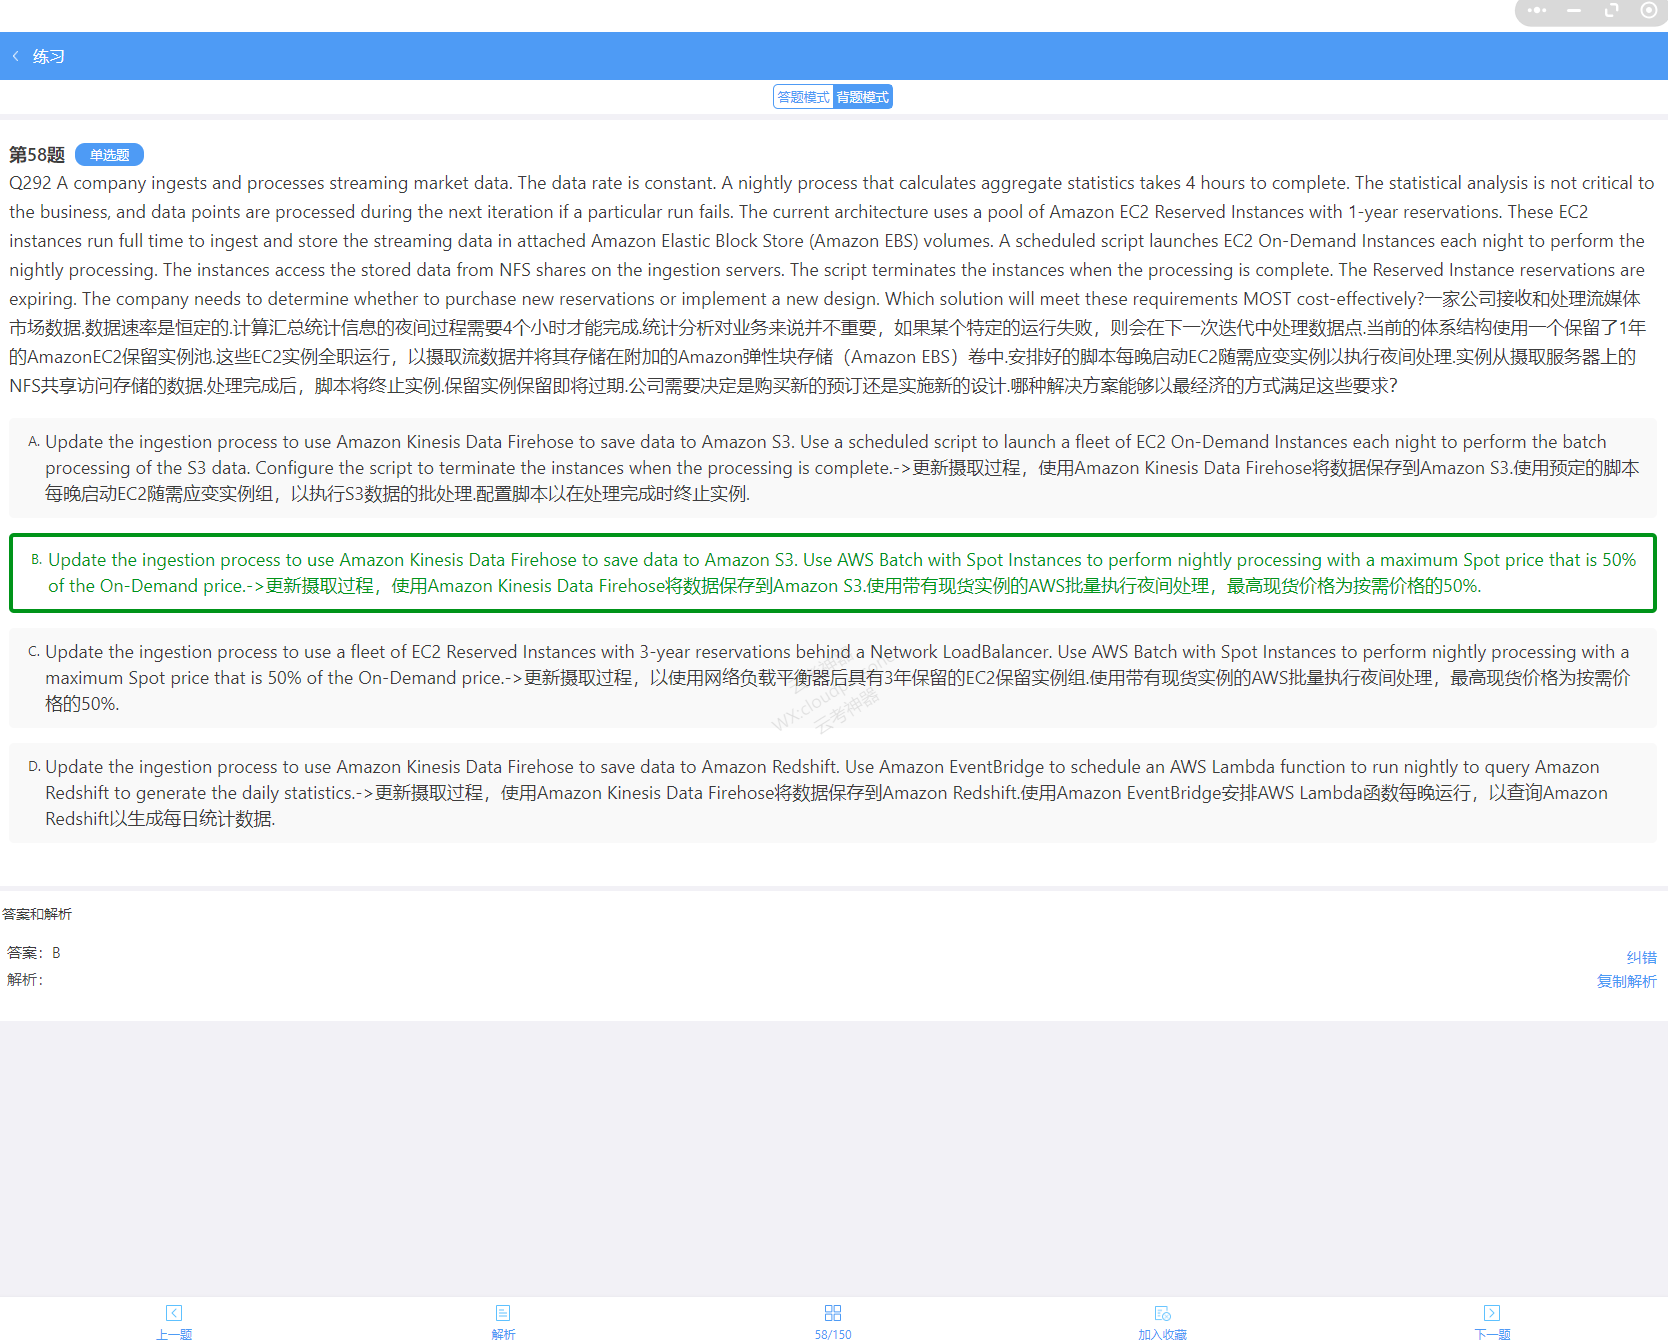 练习
答题模式 背题模式
第58题 单选题
Q292 A company ingests and processes streaming market data. The data rate is constant. A nightly process that calculates aggregate statistics takes 4 hours to complete. The statistical analysis is not critical to
the business, and data points are processed during the next iteration if a particular run fails. The current architecture uses a pool of Amazon EC2 Reserved Instances with 1-year reservations. These EC2
instances run full time to ingest and store the streaming data in attached Amazon Elastic Block Store (Amazon EBS) volumes. A scheduled script launches EC2 On-Demand Instances each night to perform the
nightly processing. The instances access the stored data from NFS shares on the ingestion servers. The script terminates the instances when the processing is complete. The Reserved Instance reservations are
expiring. The company needs to determine whether to purchase new reservations or implement a new design. Which solution will meet these requirements MOST cost-effectively?一家公司接收和处理流媒体
市场数据.数据速率是恒定的.计算汇总统计信息的夜间过程需要4个小时才能完成.统计分析对业务来说并不重要，如果某个特定的运行失败，则会在下一次迭代中处理数据点.当前的体系结构使用一个保留了1年
的AmazonEC2保留实例池.这些EC2实例全职运行，以摄取流数据并将其存储在附加的Amazon弹性块存储（Amazon EBS）卷中.安排好的脚本每晚启动EC2随需应变实例以执行夜间处理.实例从摄取服务器上的
NFS共享访问存储的数据.处理完成后，脚本将终止实例.保留实例保留即将过期.公司需要决定是购买新的预订还是实施新的设计.哪种解决方案能够以最经济的方式满足这些要求?
A. Update the ingestion process to use Amazon Kinesis Data Firehose to save data to Amazon S3. Use a scheduled script to launch a fleet of EC2 On-Demand Instances each night to perform the batch
processing of the S3 data. Configure the script to terminate the instances when the processing is complete.->更新摄取过程，使用Amazon Kinesis Data Firehose将数据保存到Amazon S3.使用预定的脚本
每晚启动EC2随需应变实例组，以执行S3数据的批处理.配置脚本以在处理完成时终止实例.
B. Update the ingestion process to use Amazon Kinesis Data Firehose to save data to Amazon S3. Use AWS Batch with Spot Instances to perform nightly processing with a maximum Spot price that is 50%
of the On-Demand price.->更新摄取过程，使用Amazon Kinesis Data Firehose将数据保存到Amazon S3.使用带有现货实例的AWS批量执行夜间处理，最高现货价格为按需价格的50%.
C. Update the ingestion process to use a fleet of EC2 Reserved Instances with 3-year reservations behind a Network LoadBalancer. Use AWS Batch with Spot Instances to perform nightly processing with a
maximum Spot price that is 50% of the On-Demand price.->更新摄取过程，以使用网络负载平衡器后具有3年保留的EC2保留实例组.使用带有现货实例的AWS批量执行夜间处理，最高现货价格为按需价
格的50%.
云考神器
D. Update the ingestion process to use Amazon Kinesis Data Firehose to save data to Amazon Redshift. Use Amazon EventBridge to schedule an AWS Lambda function to run nightly to query Amazon
Redshift to generate the daily statistics.->更新摄取过程，使用Amazon Kinesis Data Firehose将数据保存到Amazon Redshift.使用Amazon EventBridge安排AWS Lambda函数每晚运行，以查询Amazon
Redshift以生成每日统计数据.
答案和解析
答案：B
纠错
解析：
复制解析
上一题 解析 58/150 加入收藏 下一题